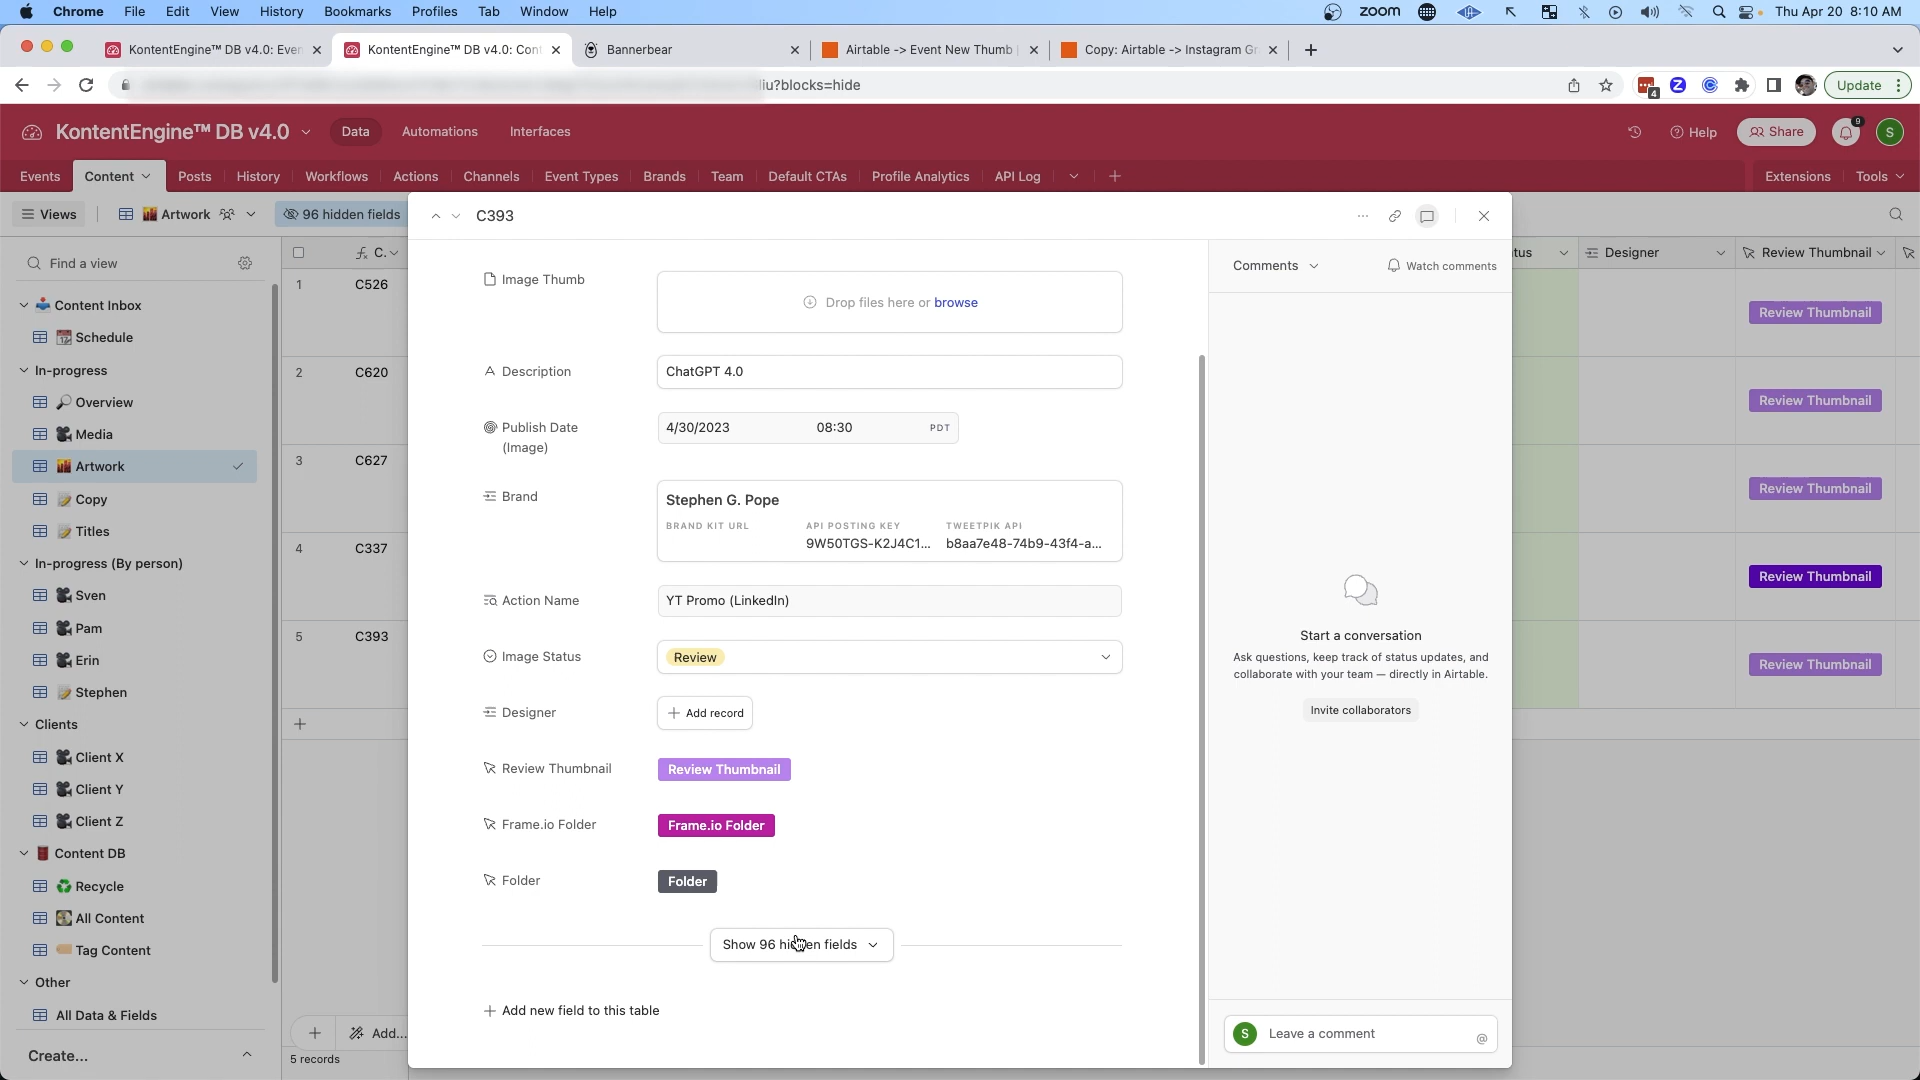 Chrome File Edit View History Bookmarks Profiles Tab Window Help zoom Thu Apr 20 8:10 AM
KontentEngine™ DB v4.0: Even KontentEngine™ DB v4.0: Cont Bannerbear Airtable -> Event New Thumb Copy: Airtable -> Instagram Gr
liu?blocks=hide 4 Update
KontentEngine™ DB v4.0 Data Automations Interfaces Help Share 9 S
Events Content Posts History Workflows Actions Channels Event Types Brands Team Default CTAs Profile Analytics API Log Extensions Tools
Views Artwork 96 hidden fields
C393
Find a view
C. tus Designer Review Thumbnail
Content Inbox
Schedule
In-progress
Overview
Media
Artwork
Copy
Titles
In-progress (By person)
Sven
Pam
Erin
Stephen
Clients
Client X
Client Y
Client Z
Content DB
Recycle
All Content
Tag Content
Other
All Data & Fields
Create...
1 C526 Review Thumbnail
2 C620 Review Thumbnail
3 C627 Review Thumbnail
4 C337 Review Thumbnail
5 C393 Review Thumbnail
Add...
5 records
Image Thumb Drop files here or browse
Description ChatGPT 4.0
Publish Date (Image) 4/30/2023 08:30 PDT
Brand Stephen G. Pope
BRAND KIT URL API POSTING KEY TWEETPIK API
9W50TGS-K2J4C1... b8aa7e48-74b9-43f4-a...
Action Name YT Promo (LinkedIn)
Image Status Review
Designer Add record
Review Thumbnail Review Thumbnail
Frame.io Folder Frame.io Folder
Folder Folder
Show 96 hidden fields
Add new field to this table
Comments Watch comments
Start a conversation
Ask questions, keep track of status updates, and
collaborate with your team — directly in Airtable.
Invite collaborators
S Leave a comment @